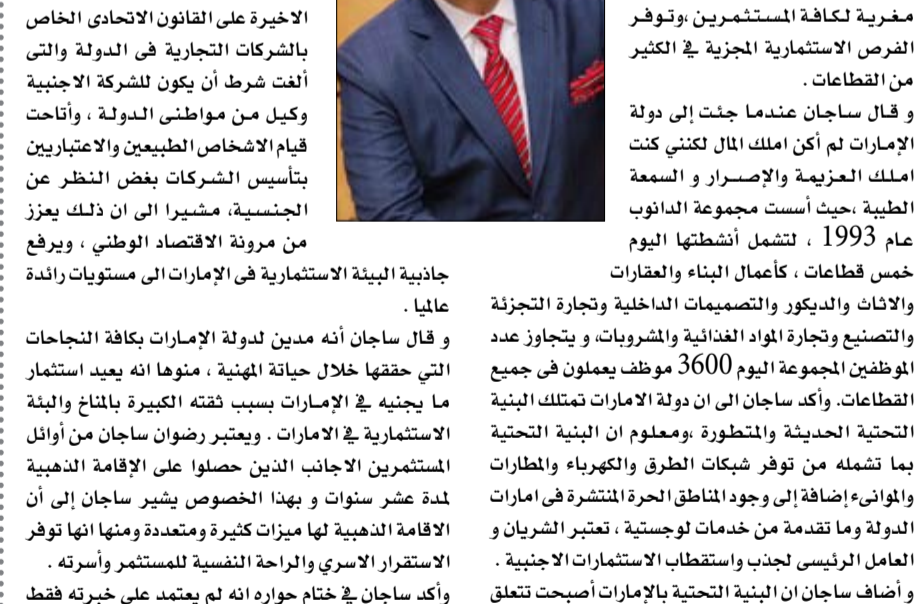 مغرية لكافة المستثمرين ،وتوفر
الفرص الاستثمارية المجزية في الكثير
من القطاعات .
و قال ساجان عندما جئت إلى دولة
الإمارات لم أكن املك المال لكنني كنت
املك العزيمة والإصرار و السمعة
الطيبة ،حيث أسست مجموعة الدانوب
عام 1993 ، لتشمل أنشطتها اليوم
خمس قطاعات ، كأعمال البناء والعقارات
والاثاث والديكور والتصميمات الداخلية وتجارة التجزئة
والتصنيع وتجارة المواد الغذائية والمشروبات، و يتجاوز عدد
الموظفين المجموعة اليوم 3600 موظف يعملون فى جميع
القطاعات. وأكد ساجان الى ان دولة الامارات تمتلك البنية
التحتية الحديثة والمتطورة ،ومعلوم ان البنية التحتية
بما تشمله من توفر شبكات الطرق والكهرباء والمطارات
والموانىء إضافة إلى وجود المناطق الحرة المنتشرة فى امارات
الدولة وما تقدمة من خدمات لوجستية ، تعتبر الشريان و
العامل الرئيسى لجذب واستقطاب الاستثمارات الاجنبية .
و أضاف ساجان ان البنية التحتية بالإمارات أصبحت تتعلق
الاخيرة على القانون الاتحادى الخاص
بالشركات التجارية فى الدولة والتى
ألغت شرط أن يكون للشركة الاجنبية
وكيل من مواطنى الدولة ، وأتاحت
قيام الاشخاص الطبيعين والاعتباريين
بتأسيس الشركات بغض النظر عن
الجنسية، مشيرا الى ان ذلك يعزز
من مرونة الاقتصاد الوطني ، ويرفع
جاذبية البيئة الاستثمارية فى الإمارات الى مستويات رائدة
عالميا .
و قال ساجان أنه مدين لدولة الإمارات بكافة النجاحات
التي حققها خلال حياتة المهنية ، منوها انه يعيد استثمار
ما يجنيه في الإمارات بسبب ثقته الكبيرة بالمناخ والبئة
الاستثمارية في الامارات . ويعتبر رضوان ساجان من أوائل
المستثمرين الاجانب الذين حصلوا على الإقامة الذهبية
لمدة عشر سنوات و بهذا الخصوص يشير ساجان إلى أن
الاقامة الذهبية لها ميزات كثيرة ومتعددة ومنها انها توفر
الاستقرار الاسري والراحة النفسية للمستثمر وأسرته .
وأكد ساجان في ختام حواره انه لم يعتمد على خبرته فقط